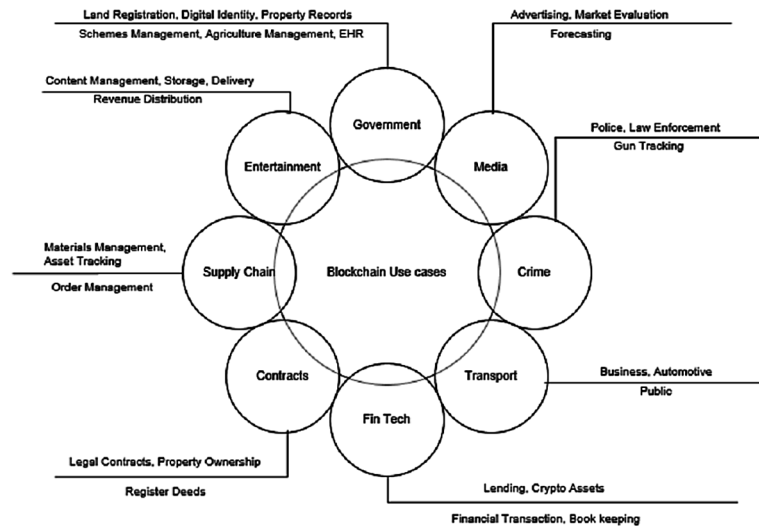 Land Registration, Digital Identity, Property Records
Schemes Management, Agriculture Management, EHR
Advertising, Market Evaluation
Forecasting
Content Management, Storage, Delivery
Revenue Distribution
Government
Police, Law Enforcement
Gun Tracking
Entertainment
Media
Materials Management,
Asset Tracking
Order Management
Supply Chain
Blockchain Use cases
Crime
Contracts
Transport
Business, Automotive
Public
Fin Tech
Legal Contracts, Property Ownership
Register Deeds
Lending, Crypto Assets
Financial Transaction, Book keeping